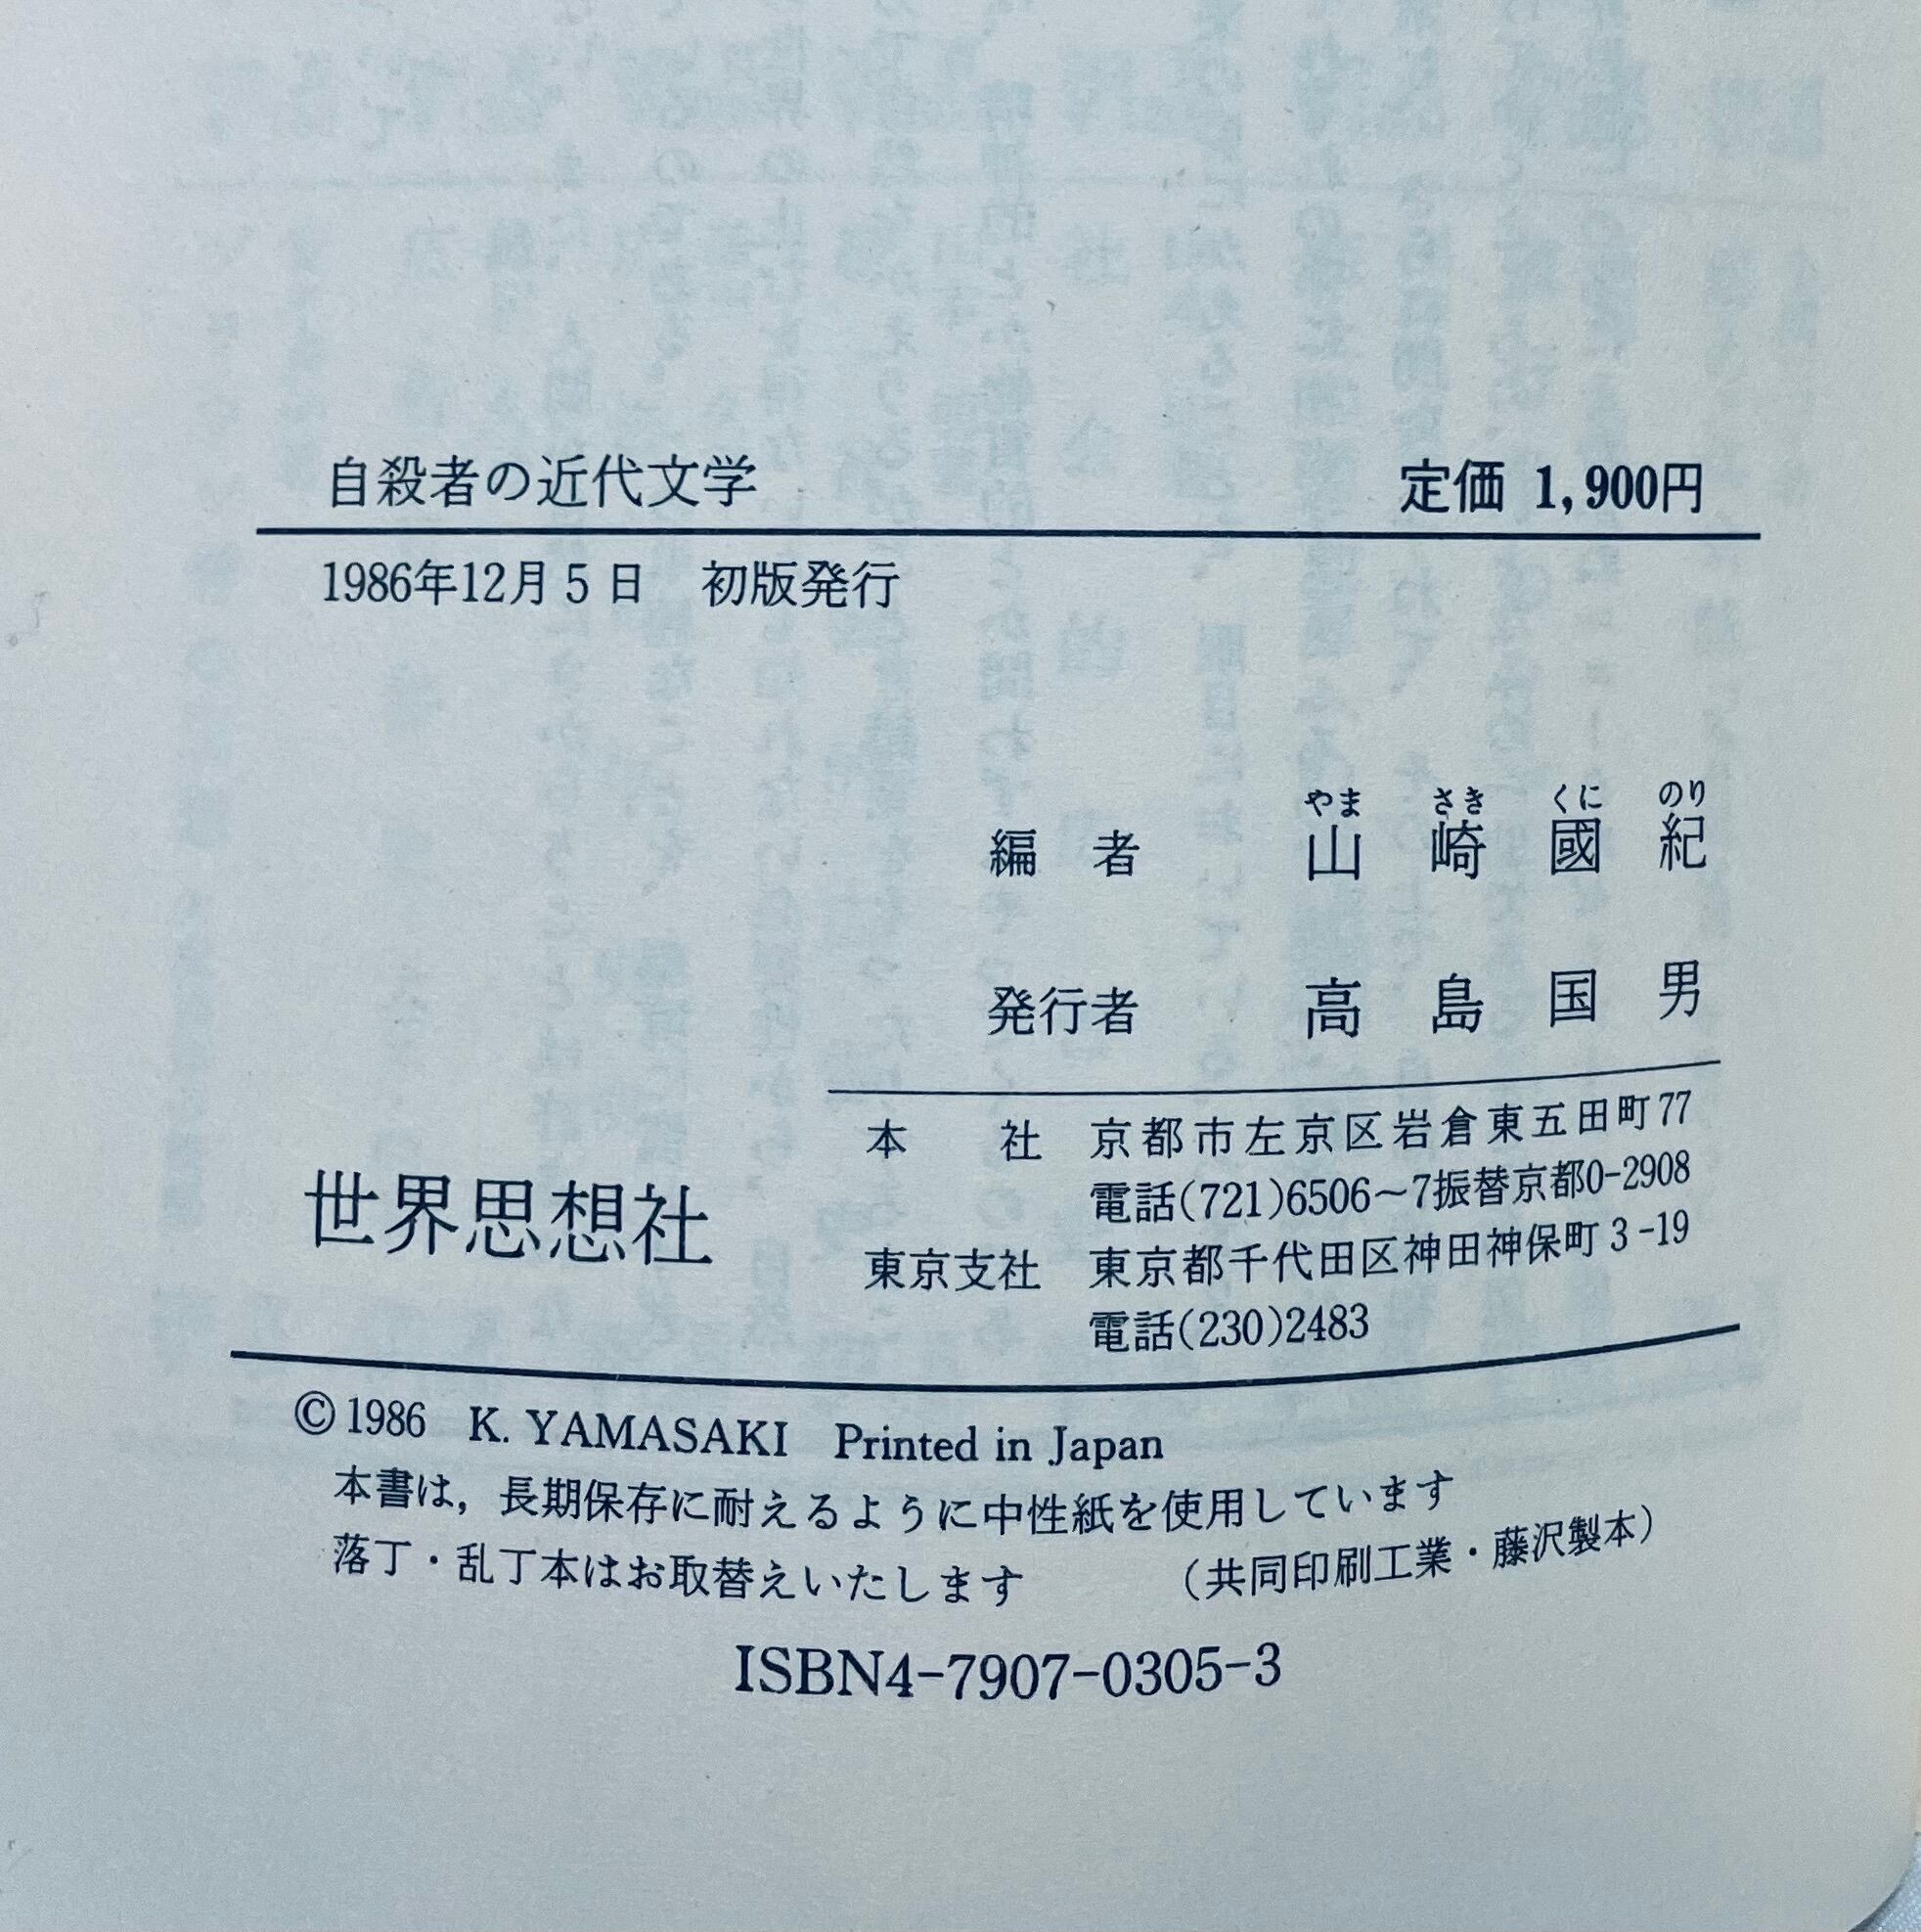 自殺者の近代文学 定価 1,900円
1986年12月5日 初版発行
やま さき くに のり
編者 山崎國紀
発行者 高島国男
世界思想社
本社 京都市左京区岩倉東五田町77
電話(721)6506~7振替京都0-2908
東京支社 東京都千代田区神田神保町3-19
電話(230)2483
©1986 K. YAMASAKI Printed in Japan
本書は，長期保存に耐えるように中性紙を使用しています
落丁・乱丁本はお取替えいたします （共同印刷工業・藤沢製本）
ISBN4-7907-0305-3